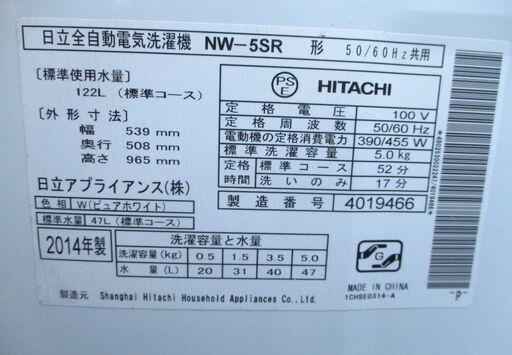 日立全自動電気洗濯機 NW-5SR 形 50/60Hz共用
〔標準使用水量〕
122L (標準コース)
〔外形寸法〕
幅 539 mm
奥行 508 mm
高さ 965 mm
日立アプライアンス(株)
色相 W(ピュアホワイト)
標準水量 47L(標準コース)
PS
E
HITACHI
定格電圧 100 V
定格周波数 50/60 Hz
電動機の定格消費電力 390/455 W
標準洗濯容量 5.0kg
定格 標準コース 52分
時間 洗いのみ 17分
製造番号 4019466
2014年製
洗濯容量と水量
洗濯容量(kg) 0.5 1.5 3.5 5.0
水量(L) 20 31 40 47
G
MADE IN CHINA
1CHSE0314-A
製造元 Shanghai Hitachi Household Appliances Co.,Ltd.
-P-